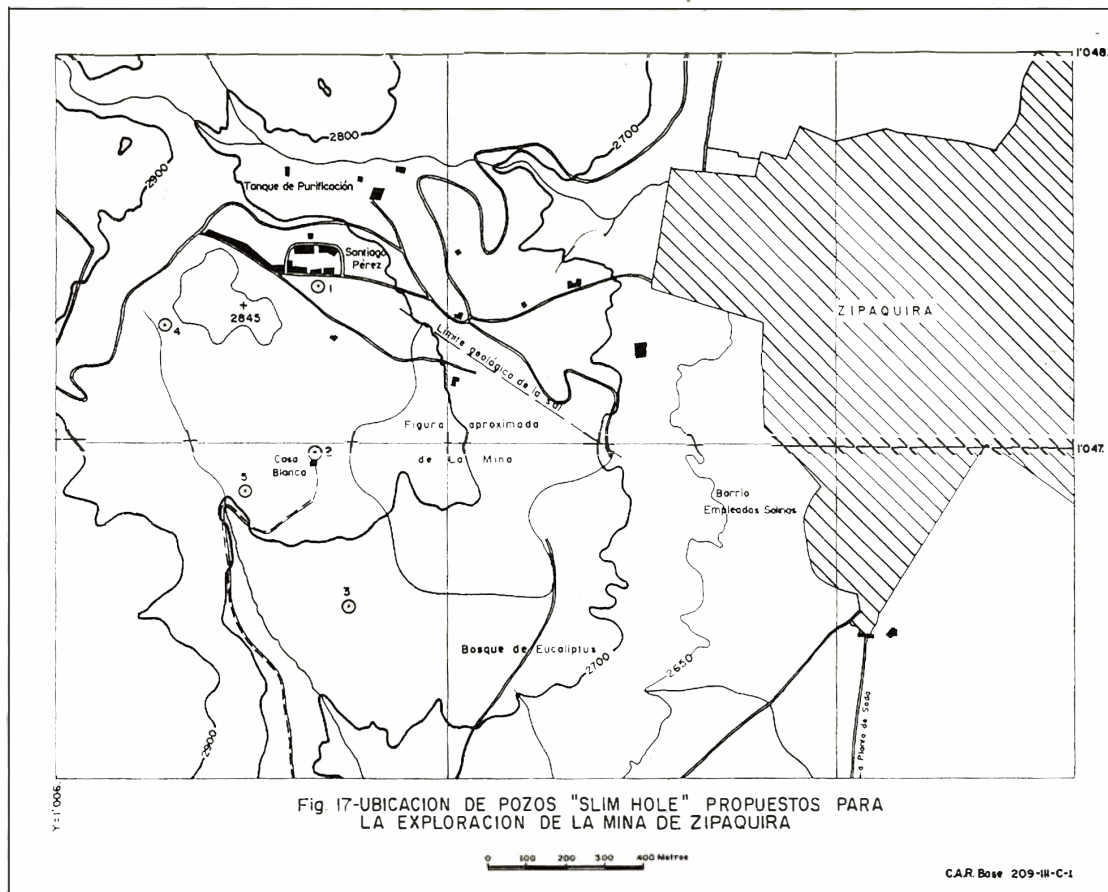 1'048.
2800
2700
2900
Tanque de Purificación
Santiago
Pérez
1
2845
4
ZIPAQUIRA
Límite geológico de la sal
Figura aproximada
de La Mina
1'047.
2
Casa
Blanca
5
Barrio
Empleados Salinas
3
Bosque de Eucaliptus
2700
2650
2900
a Planta de Soda
Y=1'006.
Fig. 17-UBICACION DE POZOS "SLIM HOLE" PROPUESTOS PARA
LA EXPLORACION DE LA MINA DE ZIPAQUIRA
0 100 200 300 400 Metros
C.A.R. Base 209-III-C-1